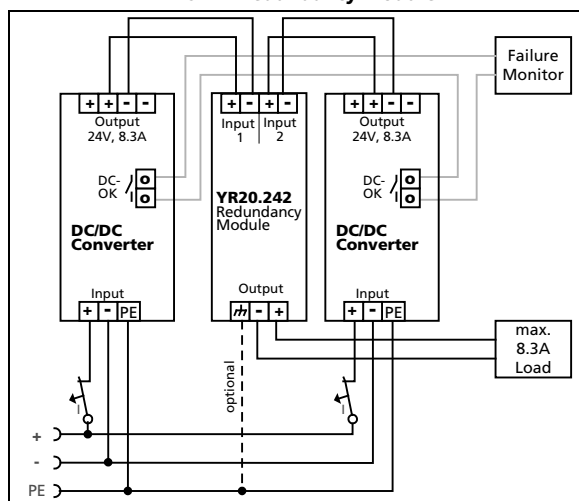 Failure
Monitor
+ + - -
Output
24V, 8.3A
DC-
OK
DC/DC
Converter
Input
+ - PE
+ - + -
Input
1
Input
2
YR20.242
Redundancy
Module
Output
- +
+ + - -
Output
24V, 8.3A
DC-
OK
DC/DC
Converter
Input
+ - PE
max.
8.3A
Load
I
optional
I
+
-
PE